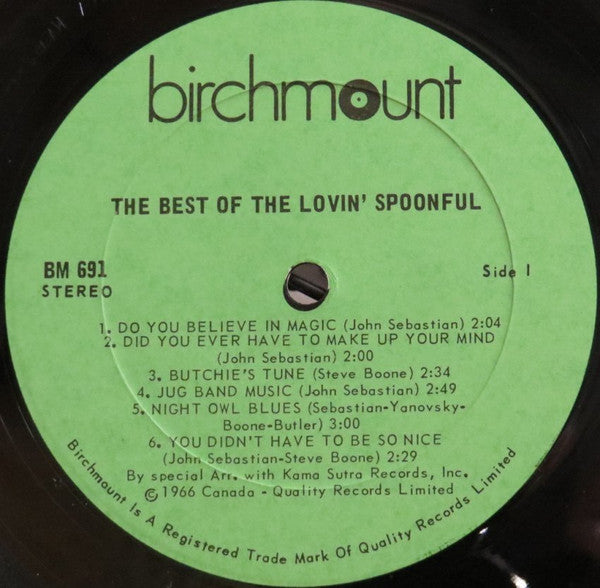 birchmount
THE BEST OF THE LOVIN' SPOONFUL
BM 691
STEREO
Side 1
1. DO YOU BELIEVE IN MAGIC (John Sebastian) 2:04
2. DID YOU EVER HAVE TO MAKE UP YOUR MIND
(John Sebastian) 2:00
3. BUTCHIE'S TUNE (Steve Boone) 2:34
4. JUG BAND MUSIC (John Sebastian) 2:49
5. NIGHT OWL BLUES (Sebastian-Yanovsky-
Boone-Butler) 3:00
6. YOU DIDN'T HAVE TO BE SO NICE
(John Sebastian-Steve Boone) 2:29
By special Arr. with Kama Sutra Records, Inc.
©1966 Canada - Quality Records Limited
Birchmount Is A Registered Trade Mark Of Quality Records Limited